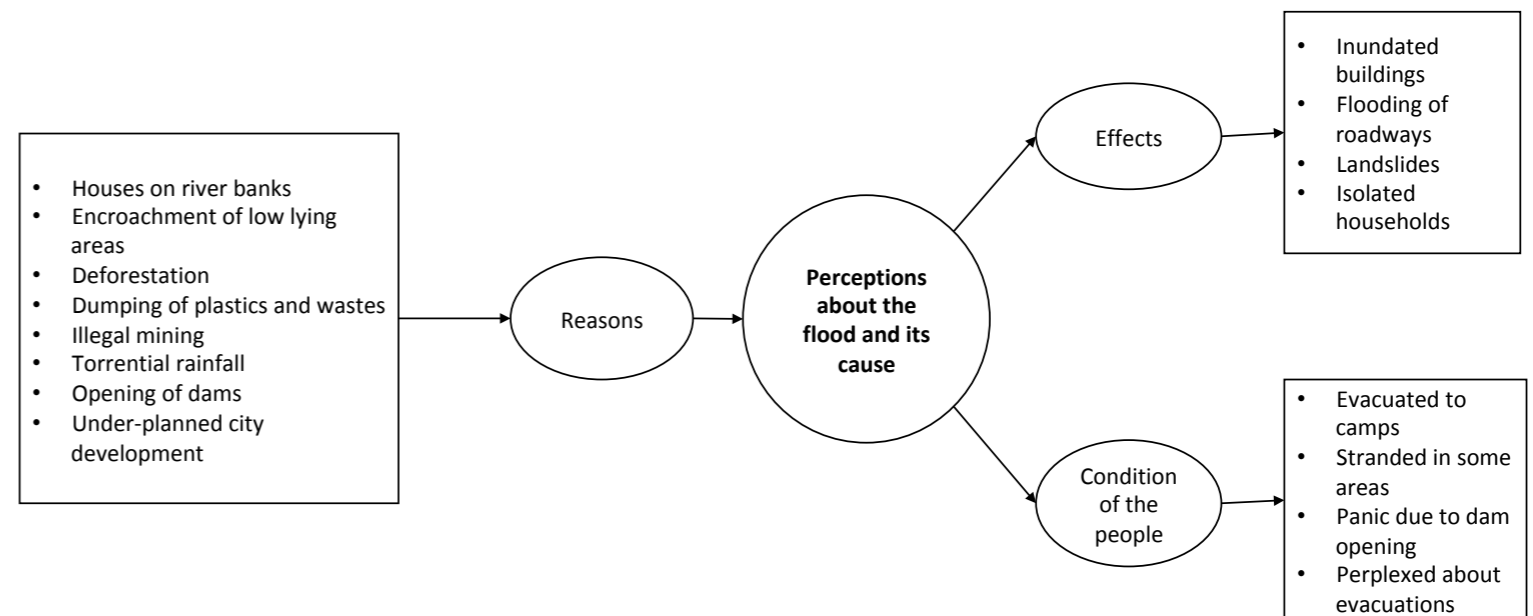 • Houses on river banks
• Encroachment of low lying
areas
• Deforestation
• Dumping of plastics and wastes
• Illegal mining
• Torrential rainfall
• Opening of dams
• Under-planned city
development
Reasons
Perceptions
about the
flood and its
cause
Effects
• Inundated
buildings
• Flooding of
roadways
• Landslides
• Isolated
households
Condition
of the
people
• Evacuated to
camps
• Stranded in some
areas
• Panic due to dam
opening
• Perplexed about
evacuations